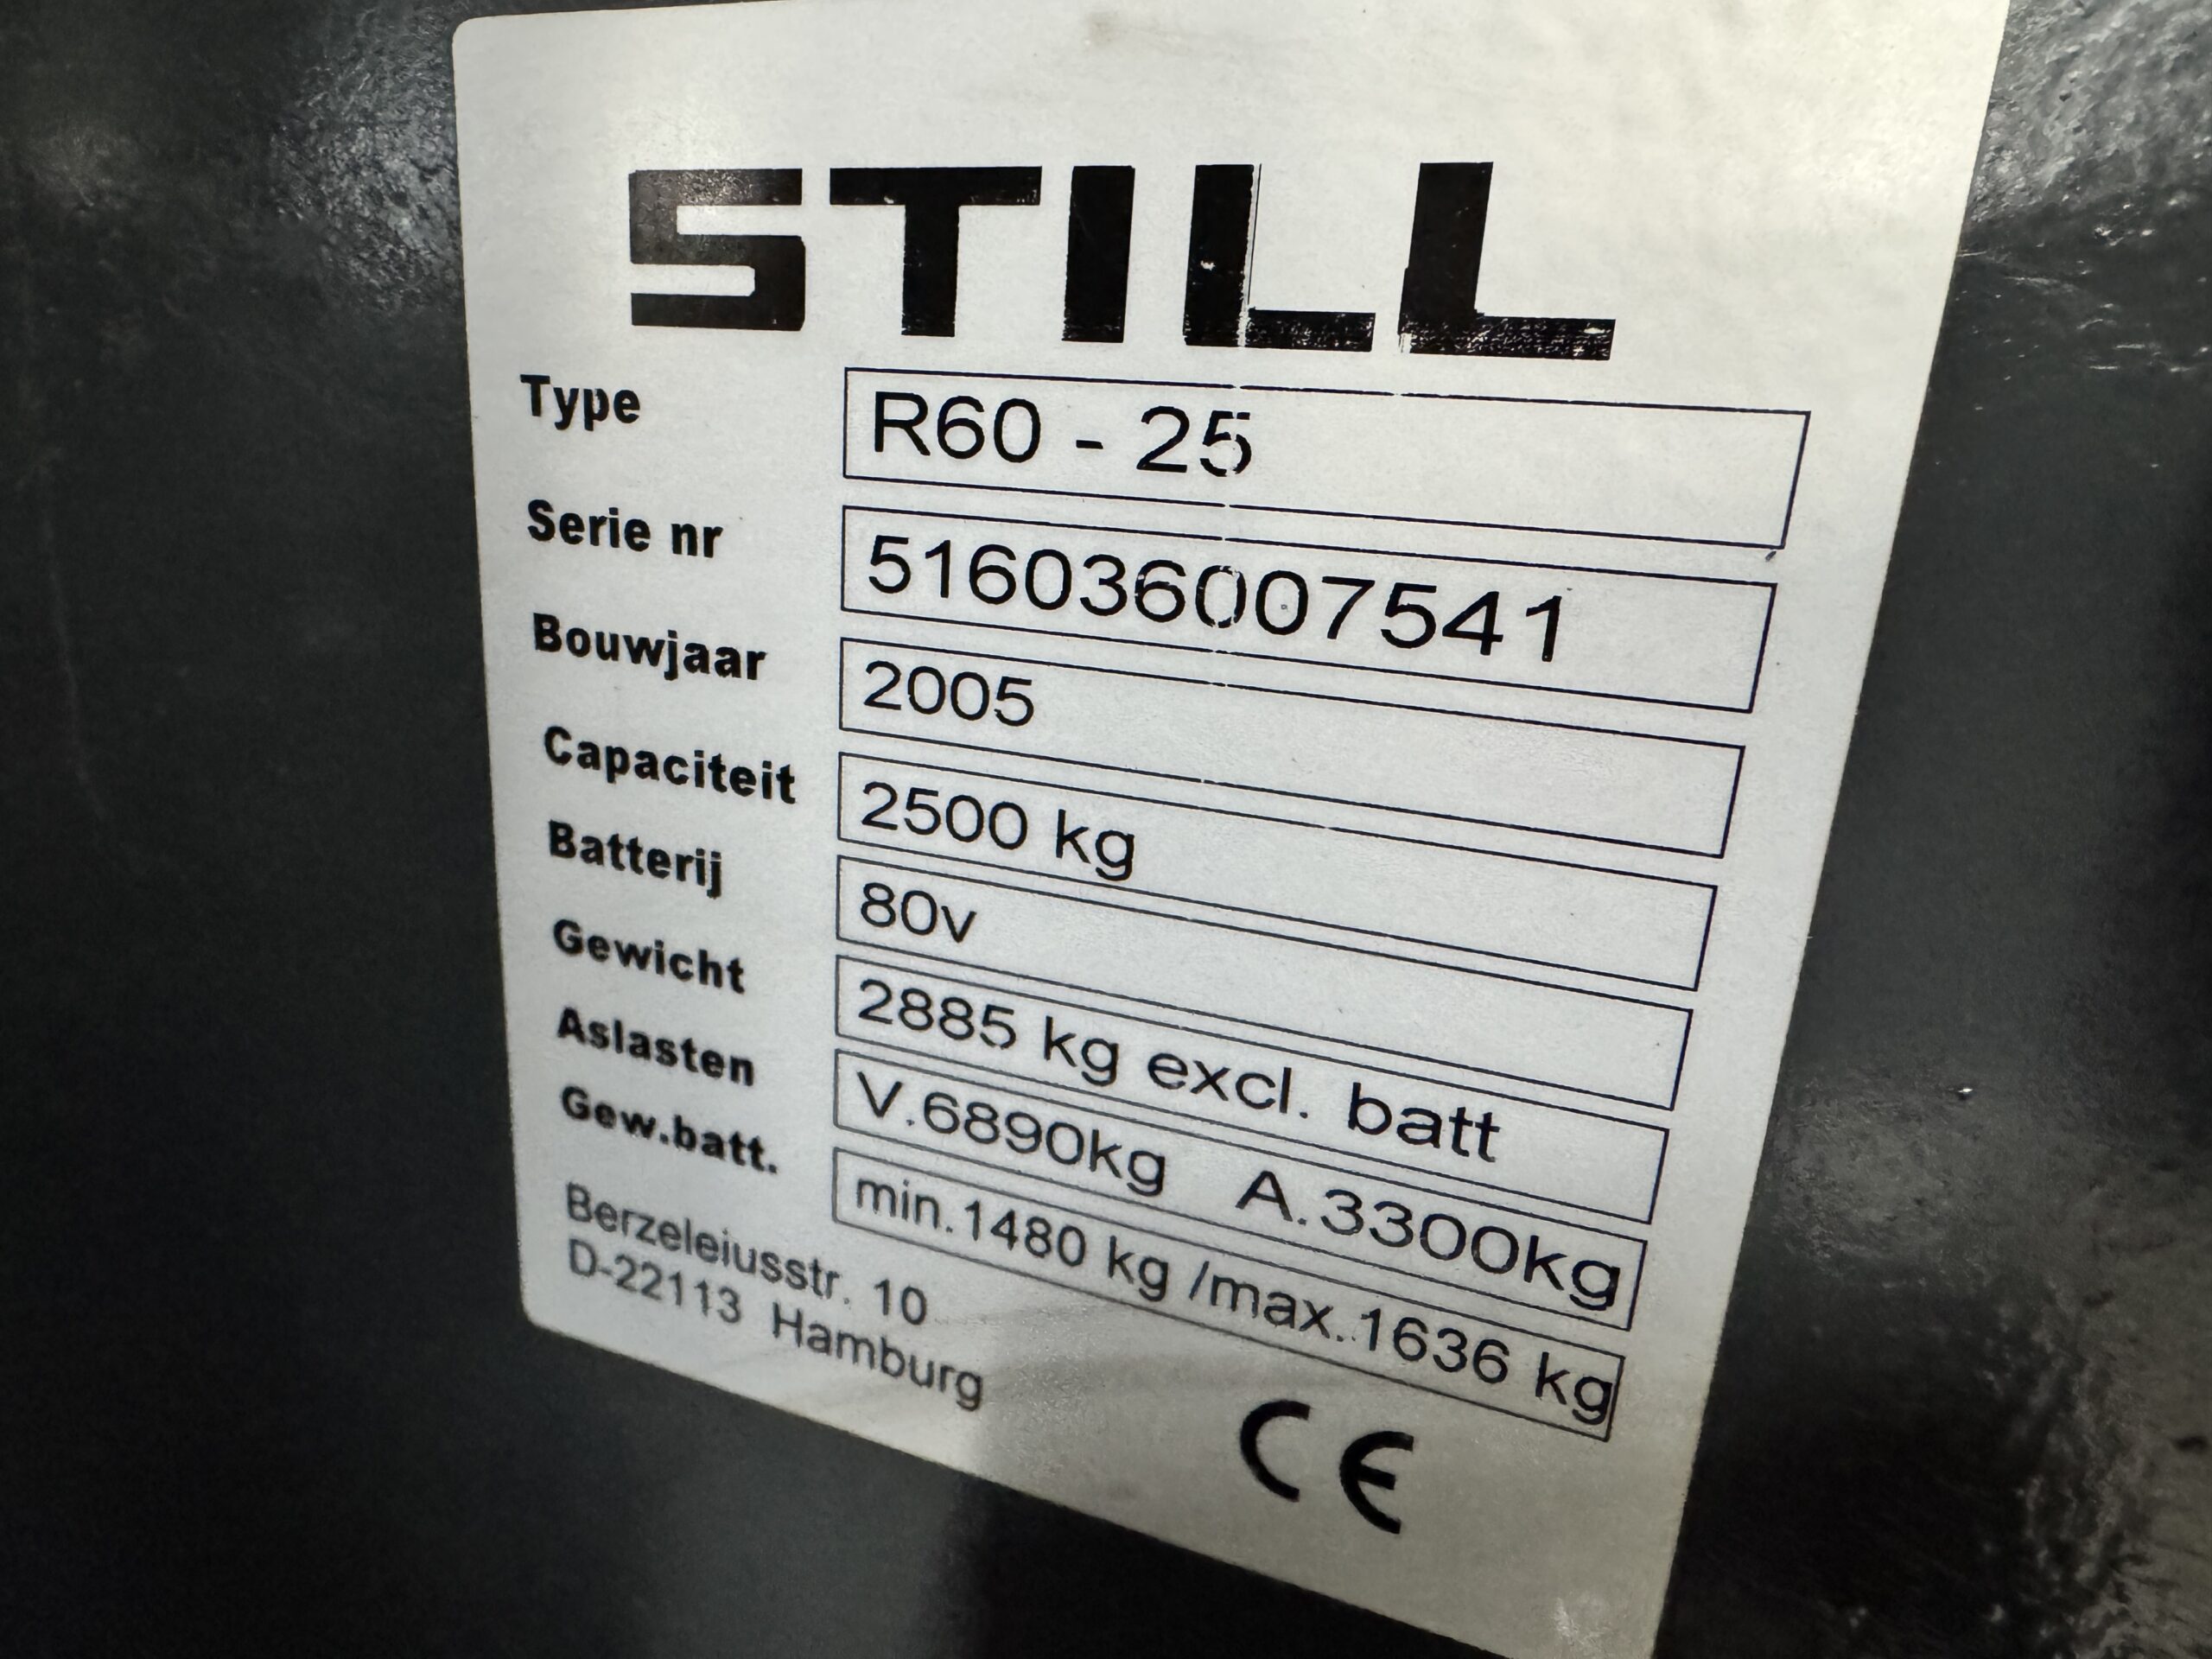 STILL
Type R60 - 25
Serie nr 516036007541
Bouwjaar 2005
Capaciteit 2500 kg
Batterij 80v
Gewicht 2885 kg excl. batt
Aslasten V.6890kg A.3300kg
Gew.batt. min.1480 kg /max.1636 kg
Berzeleiusstr. 10
D-22113 Hamburg
CE